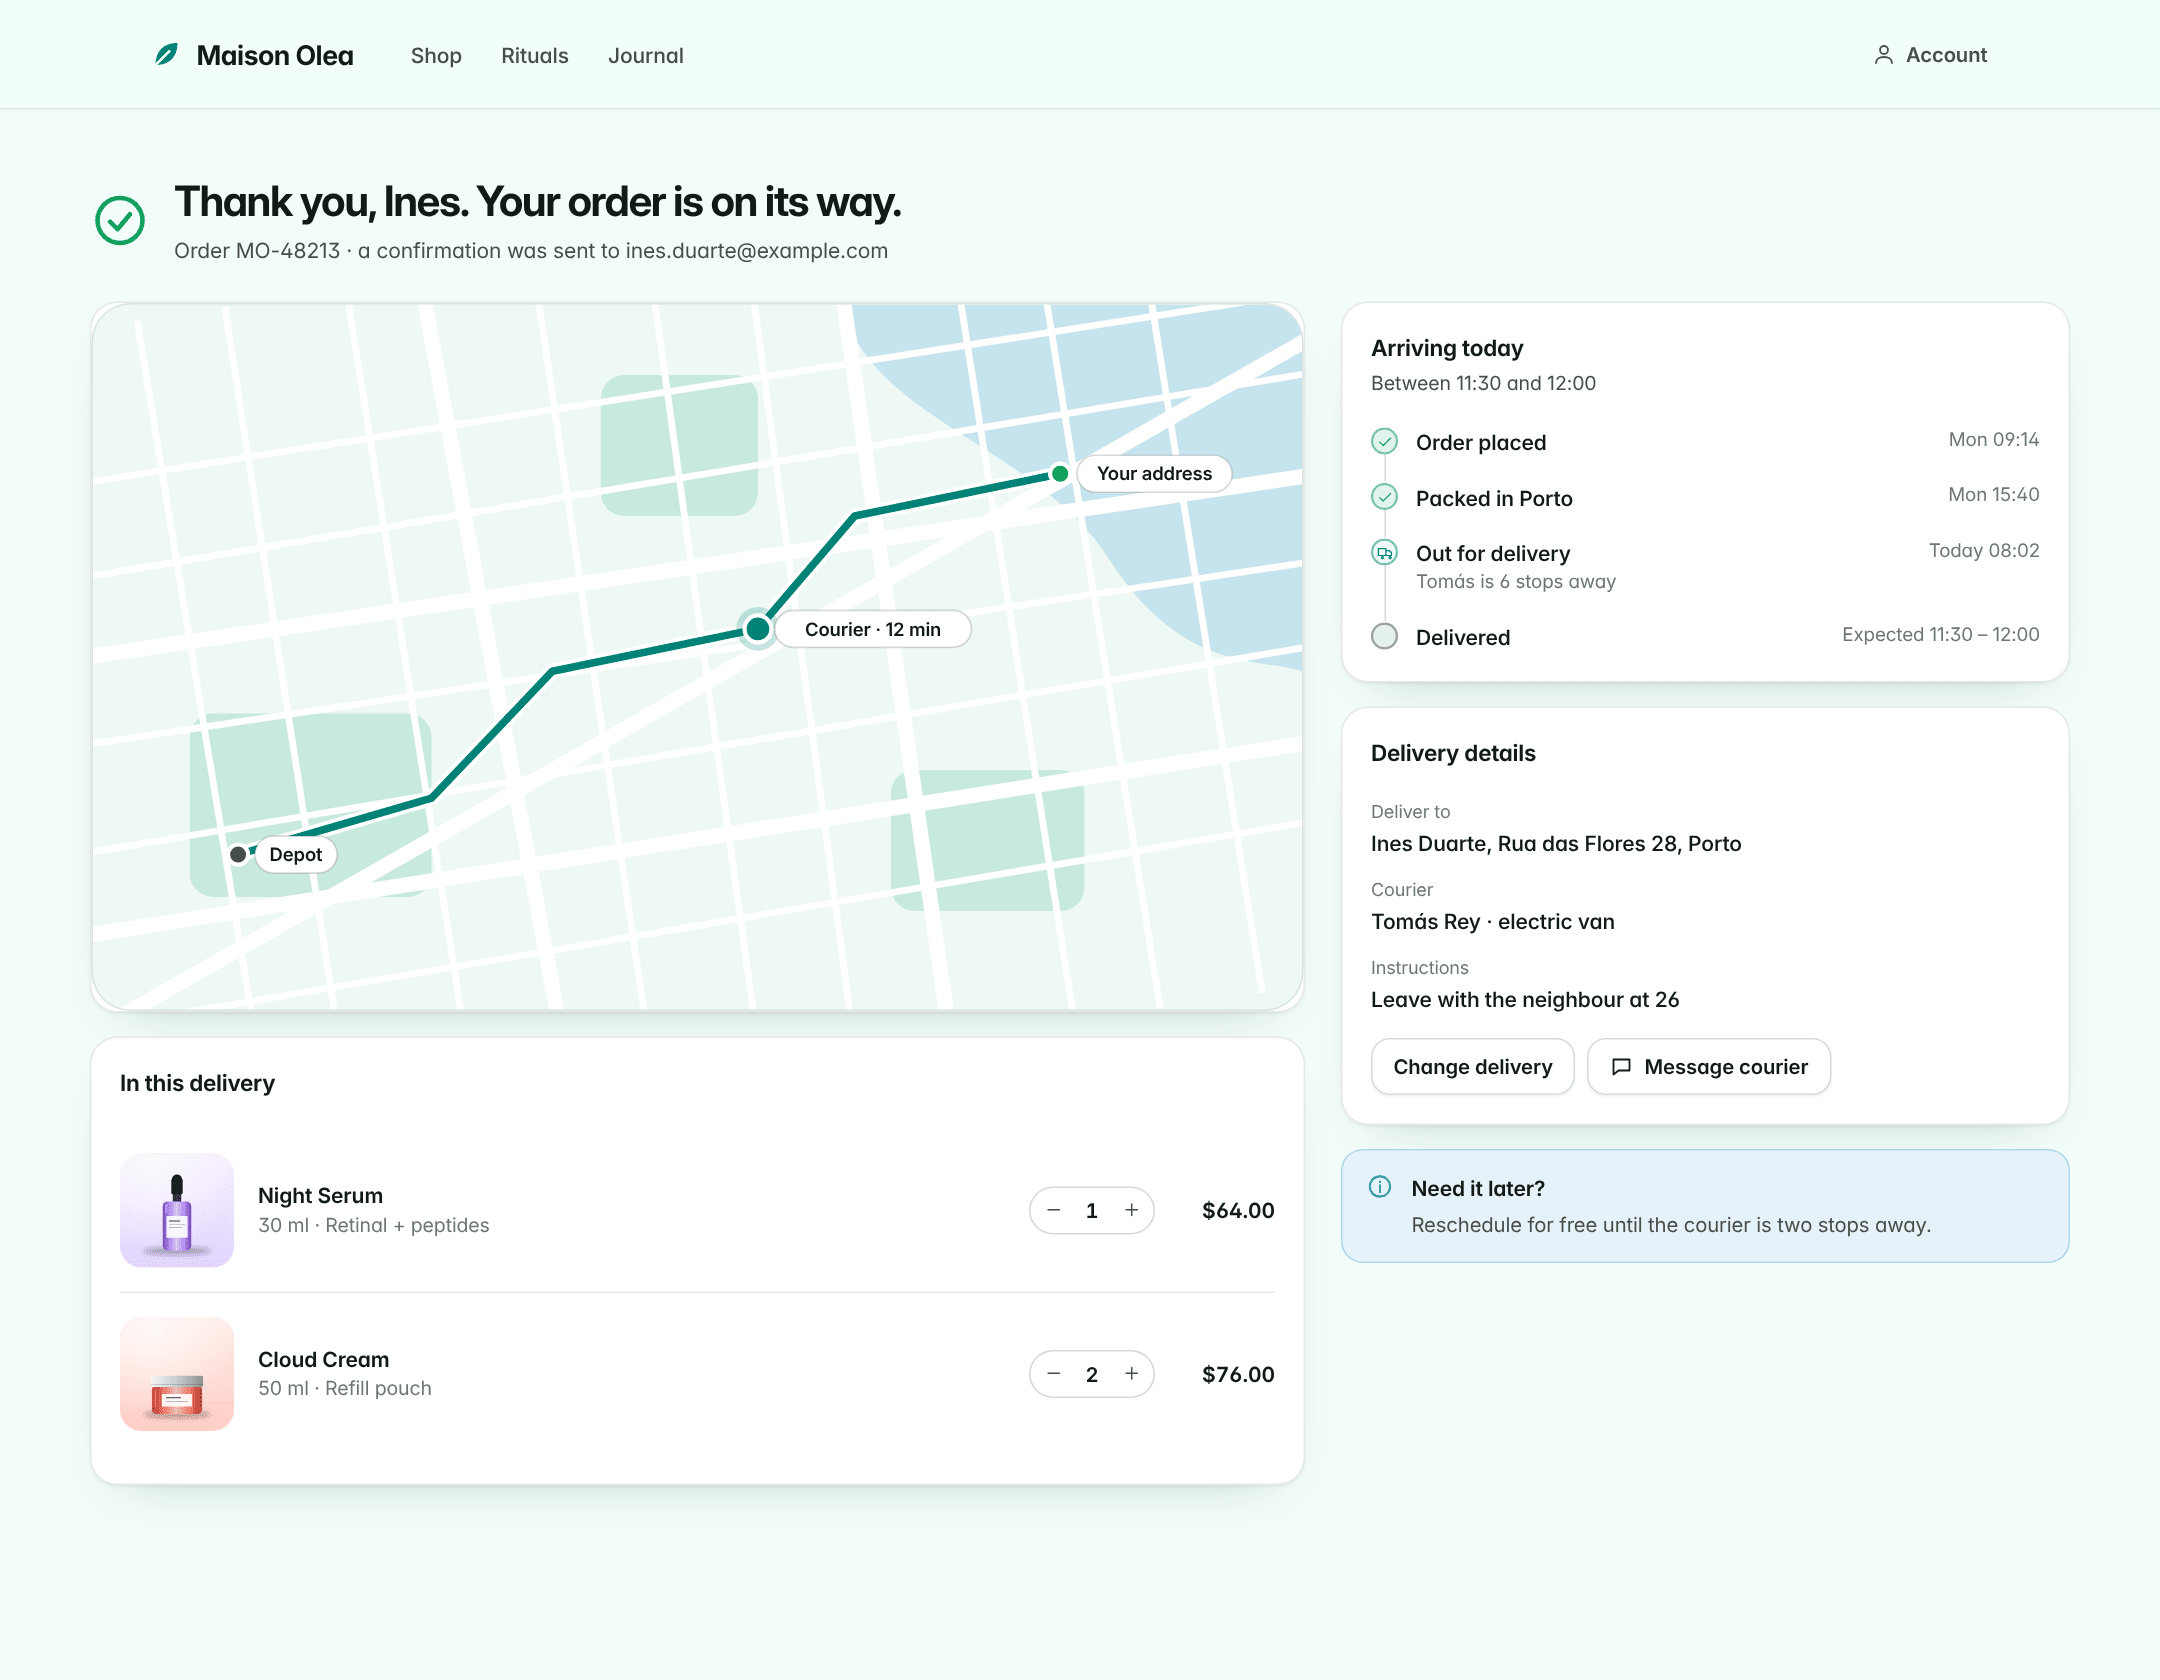 Maison Olea
Shop
Rituals
Journal
Account
Thank you, Ines. Your order is on its way.
Order MO-48213 · a confirmation was sent to ines.duarte@example.com
Your address
Courier · 12 min
Depot
Arriving today
Between 11:30 and 12:00
Order placed
Mon 09:14
Packed in Porto
Mon 15:40
Out for delivery
Today 08:02
Tomás is 6 stops away
Delivered
Expected 11:30 – 12:00
Delivery details
Deliver to
Ines Duarte, Rua das Flores 28, Porto
Courier
Tomás Rey · electric van
Instructions
Leave with the neighbour at 26
Change delivery
Message courier
Need it later?
Reschedule for free until the courier is two stops away.
In this delivery
Night Serum
30 ml · Retinal + peptides
− 1 +
$64.00
Cloud Cream
50 ml · Refill pouch
− 2 +
$76.00